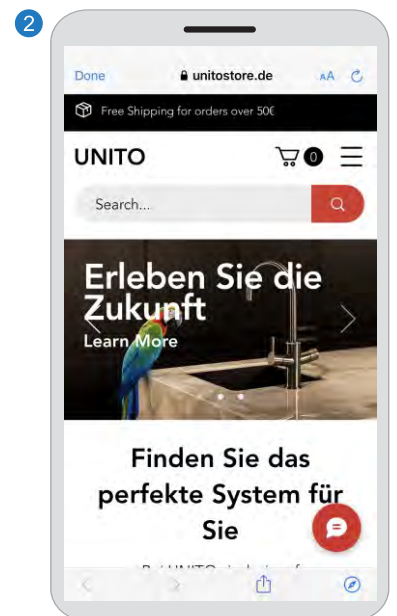 2
Done unitostore.de AA
Free Shipping for orders over 50€
UNITO 0
Search...
Erleben Sie die
Zukunft
Learn More
Finden Sie das
perfekte System für
Sie